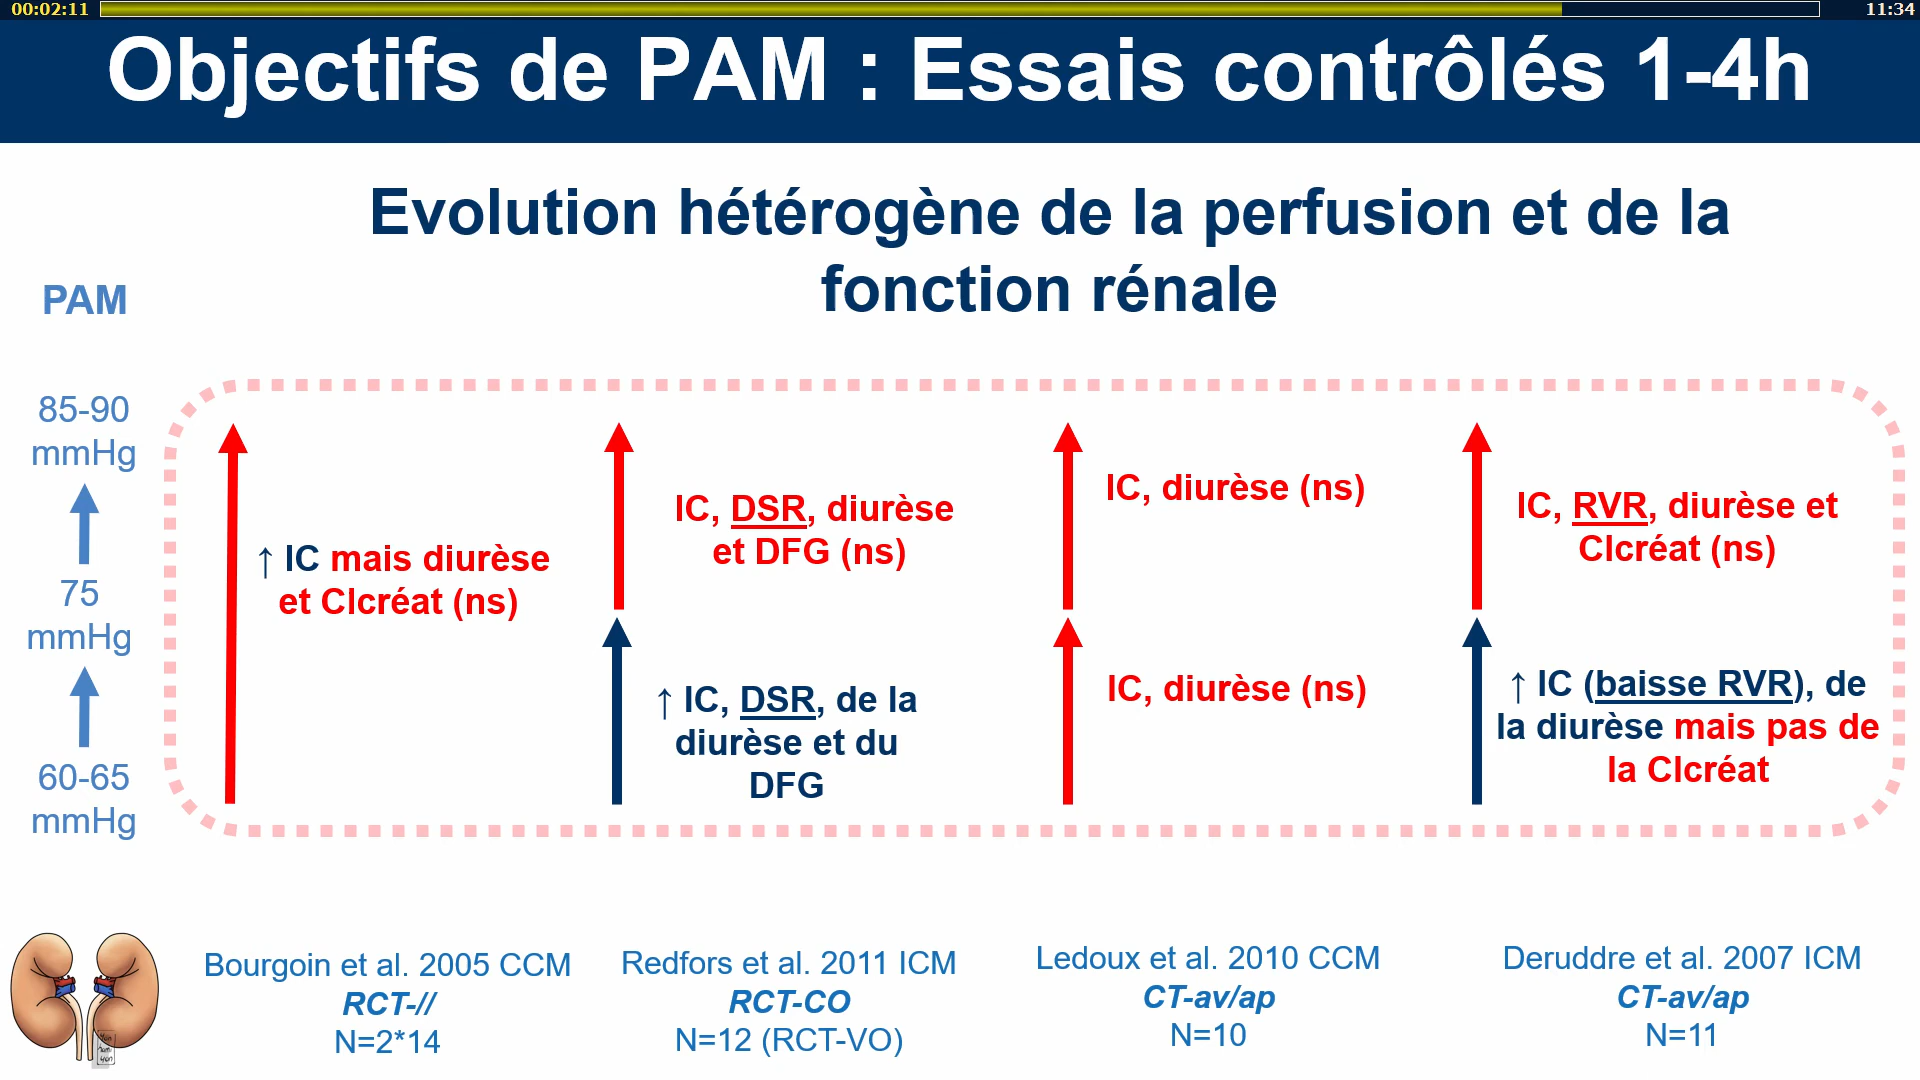 00:02:11
11:34
Objectifs de PAM : Essais contrôlés 1-4h
Evolution hétérogène de la perfusion et de la
fonction rénale
PAM
85-90
mmHg
75
mmHg
60-65
mmHg
↑ IC mais diurèse
et Clcréat (ns)
IC, DSR, diurèse
et DFG (ns)
↑ IC, DSR, de la
diurèse et du
DFG
IC, diurèse (ns)
IC, diurèse (ns)
IC, RVR, diurèse et
Clcréat (ns)
↑ IC (baisse RVR), de
la diurèse mais pas de
la Clcréat
Bourgoin et al. 2005 CCM
RCT-//
N=2*14
Redfors et al. 2011 ICM
RCT-CO
N=12 (RCT-VO)
Ledoux et al. 2010 CCM
CT-av/ap
N=10
Deruddre et al. 2007 ICM
CT-av/ap
N=11